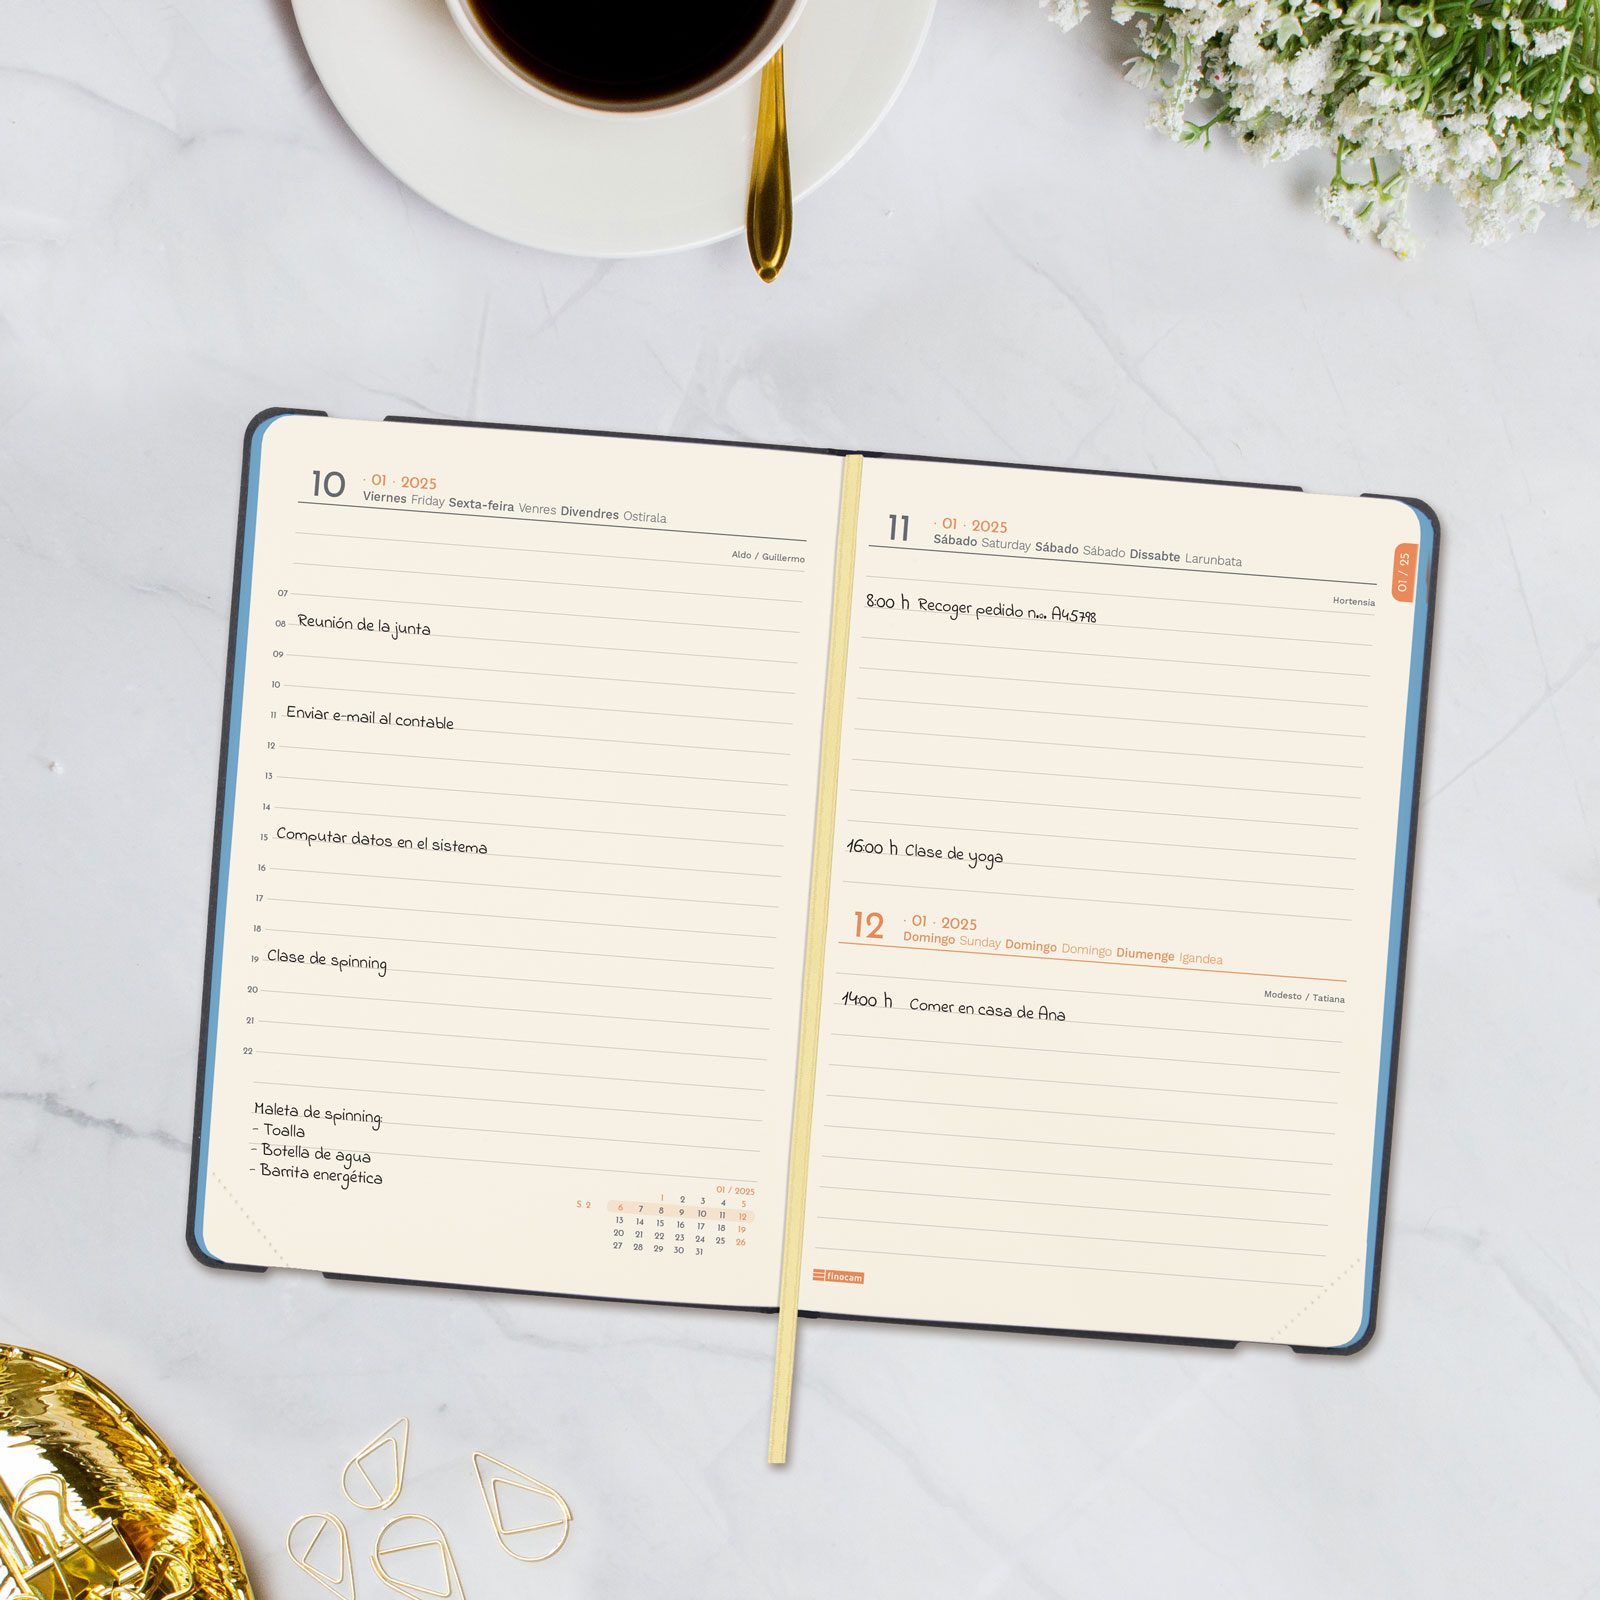 10 · 01 · 2025
Viernes Friday Sexta-feira Venres Divendres Ostirala
Aldo / Guillermo
07
08 Reunión de la junta
09
10
11 Enviar e-mail al contable
12
13
14
15 Computar datos en el sistema
16
17
18
19 Clase de spinning
20
21
22
Maleta de spinning:
- Toalla
- Botella de agua
- Barrita energética
01 / 2025
1 2 3 4 5
S. 2 6 7 8 9 10 11 12
13 14 15 16 17 18 19
20 21 22 23 24 25 26
27 28 29 30 31
11 · 01 · 2025
Sábado Saturday Sábado Sábado Dissabte Larunbata
Hortensia
01 / 25
8:00 h Recoger pedido n... A45798
16:00 h Clase de yoga
12 · 01 · 2025
Domingo Sunday Domingo Domingo Diumenge Igandea
Modesto / Tatiana
14:00 h Comer en casa de Ana
finocam